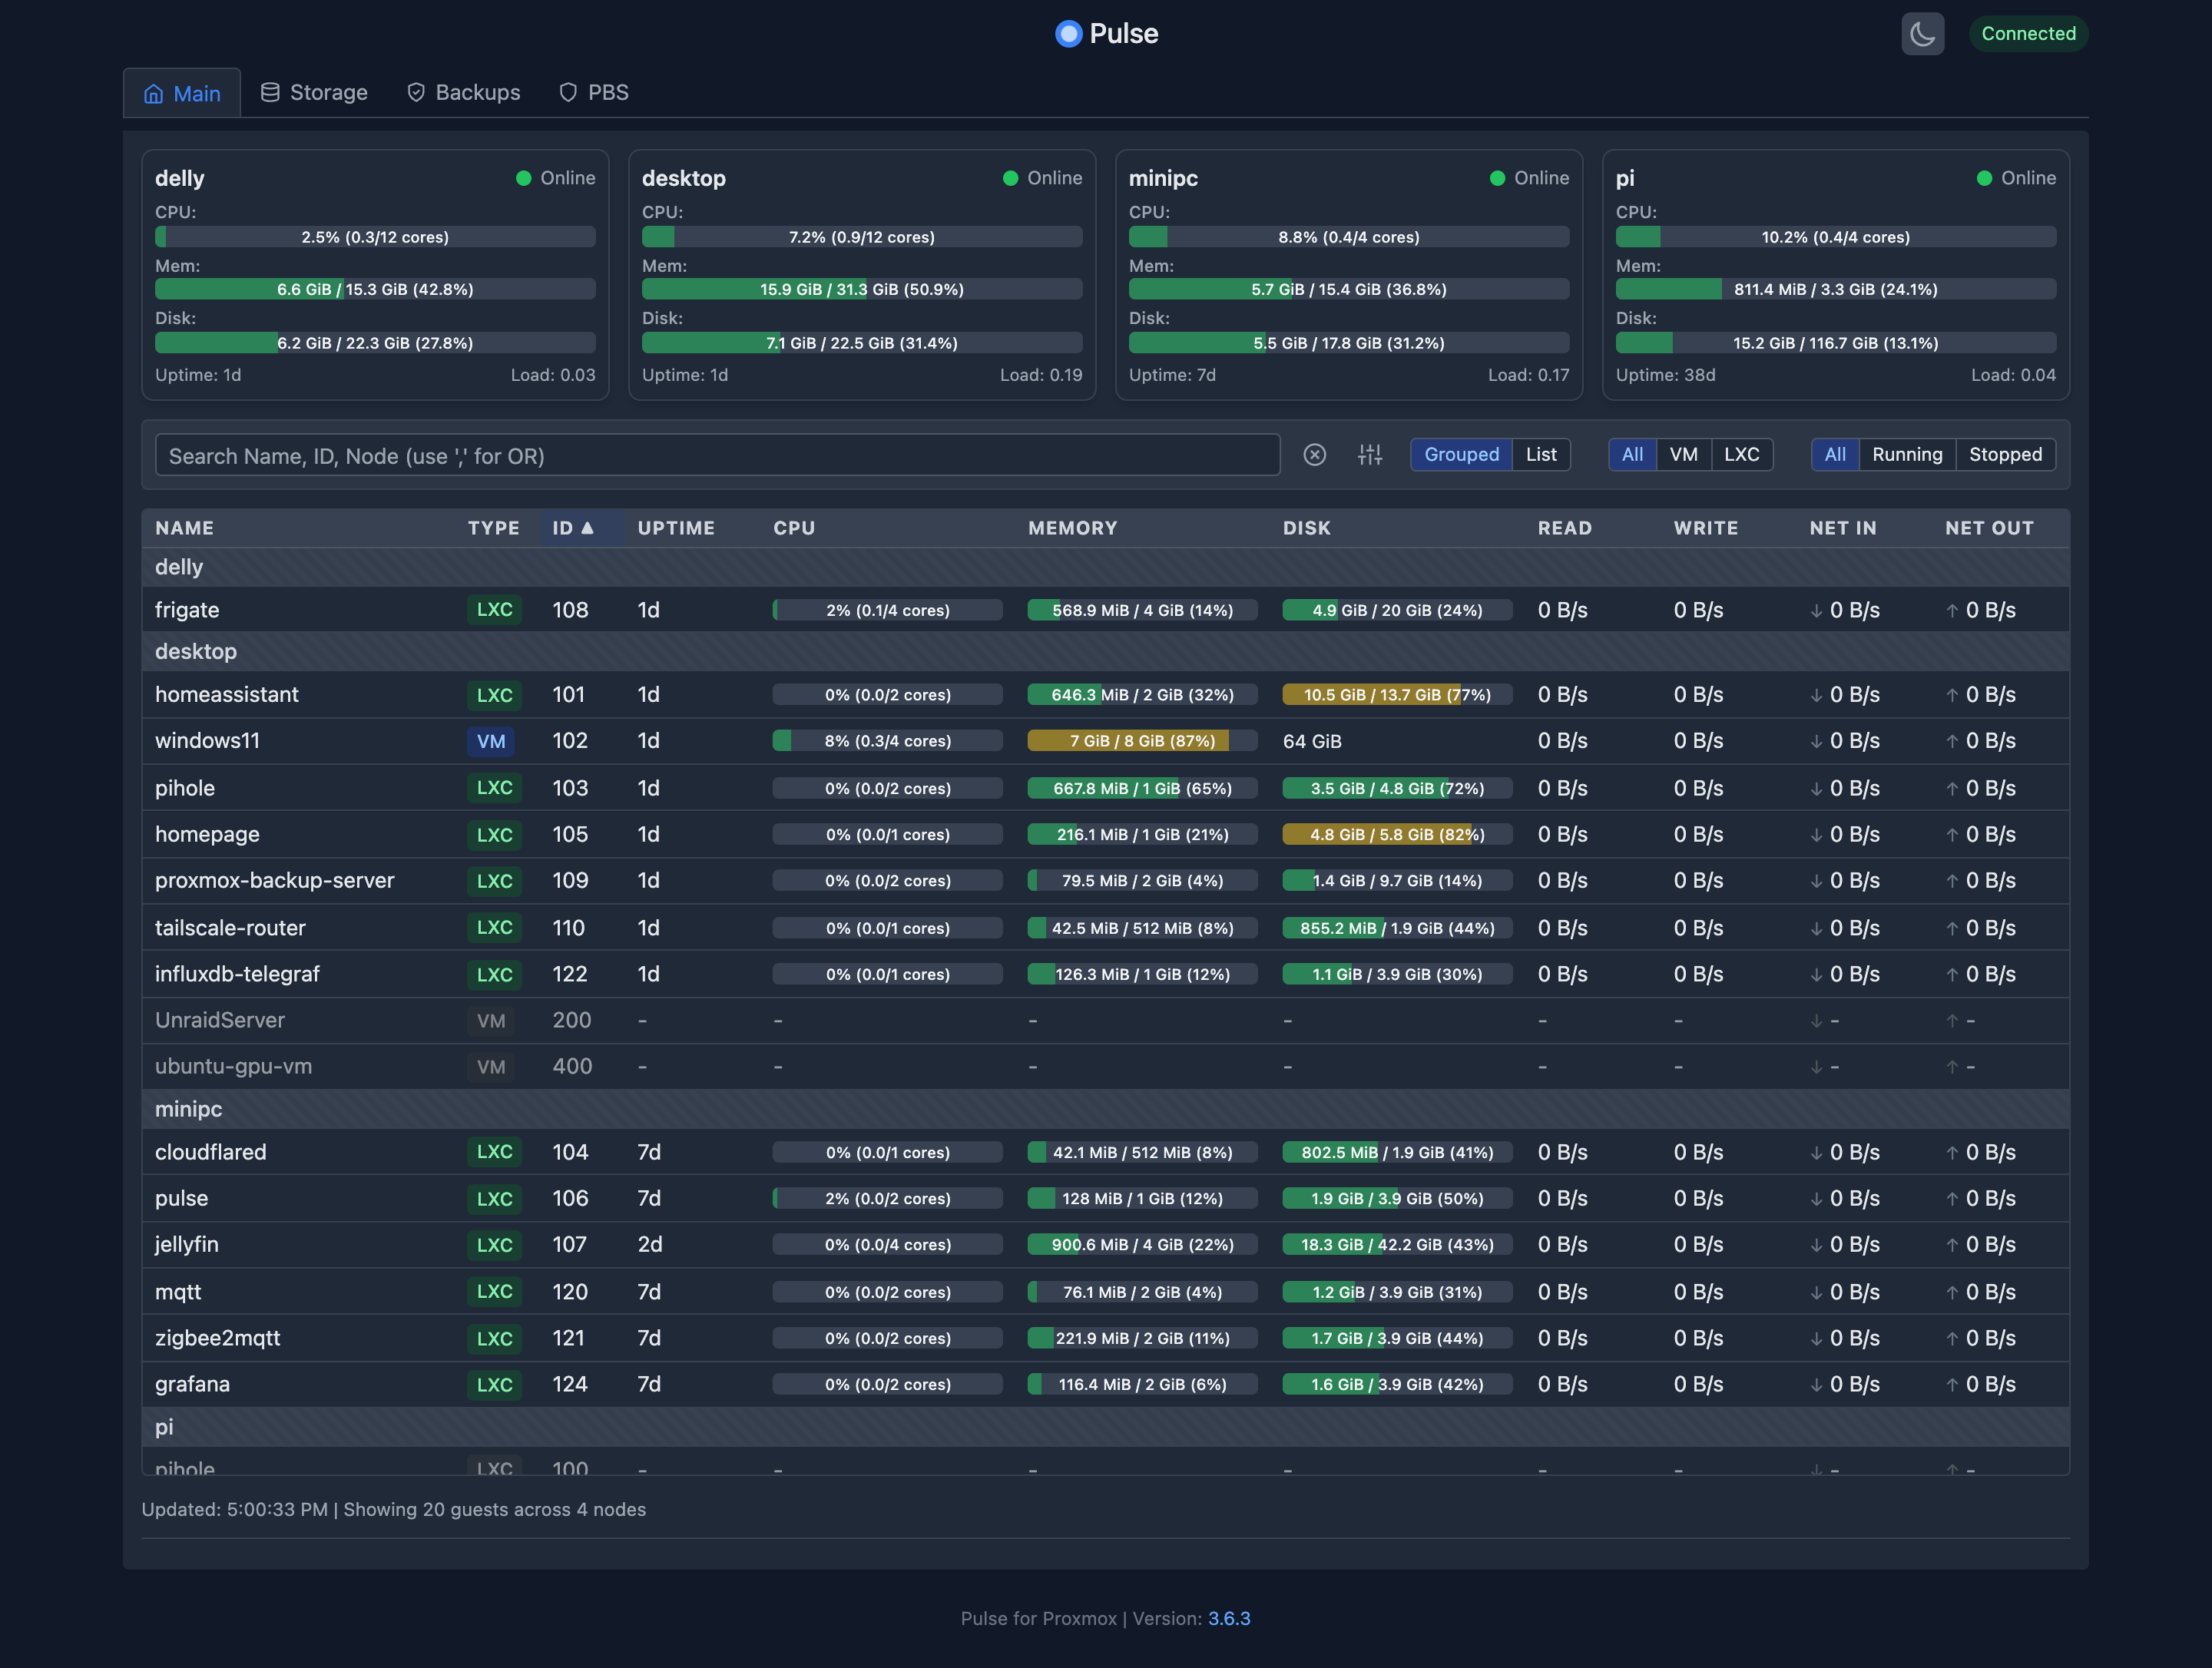 Pulse
Connected
Main Storage Backups PBS
delly Online
CPU:
2.5% (0.3/12 cores)
Mem:
6.6 GiB / 15.3 GiB (42.8%)
Disk:
6.2 GiB / 22.3 GiB (27.8%)
Uptime: 1d Load: 0.03
desktop Online
CPU:
7.2% (0.9/12 cores)
Mem:
15.9 GiB / 31.3 GiB (50.9%)
Disk:
7.1 GiB / 22.5 GiB (31.4%)
Uptime: 1d Load: 0.19
minipc Online
CPU:
8.8% (0.4/4 cores)
Mem:
5.7 GiB / 15.4 GiB (36.8%)
Disk:
5.5 GiB / 17.8 GiB (31.2%)
Uptime: 7d Load: 0.17
pi Online
CPU:
10.2% (0.4/4 cores)
Mem:
811.4 MiB / 3.3 GiB (24.1%)
Disk:
15.2 GiB / 116.7 GiB (13.1%)
Uptime: 38d Load: 0.04
Search Name, ID, Node (use ',' for OR) Grouped List All VM LXC All Running Stopped
NAME TYPE ID ▲ UPTIME CPU MEMORY DISK READ WRITE NET IN NET OUT
delly
frigate LXC 108 1d 2% (0.1/4 cores) 568.9 MiB / 4 GiB (14%) 4.9 GiB / 20 GiB (24%) 0 B/s 0 B/s ↓ 0 B/s ↑ 0 B/s
desktop
homeassistant LXC 101 1d 0% (0.0/2 cores) 646.3 MiB / 2 GiB (32%) 10.5 GiB / 13.7 GiB (77%) 0 B/s 0 B/s ↓ 0 B/s ↑ 0 B/s
windows11 VM 102 1d 8% (0.3/4 cores) 7 GiB / 8 GiB (87%) 64 GiB 0 B/s 0 B/s ↓ 0 B/s ↑ 0 B/s
pihole LXC 103 1d 0% (0.0/2 cores) 667.8 MiB / 1 GiB (65%) 3.5 GiB / 4.8 GiB (72%) 0 B/s 0 B/s ↓ 0 B/s ↑ 0 B/s
homepage LXC 105 1d 0% (0.0/1 cores) 216.1 MiB / 1 GiB (21%) 4.8 GiB / 5.8 GiB (82%) 0 B/s 0 B/s ↓ 0 B/s ↑ 0 B/s
proxmox-backup-server LXC 109 1d 0% (0.0/2 cores) 79.5 MiB / 2 GiB (4%) 1.4 GiB / 9.7 GiB (14%) 0 B/s 0 B/s ↓ 0 B/s ↑ 0 B/s
tailscale-router LXC 110 1d 0% (0.0/1 cores) 42.5 MiB / 512 MiB (8%) 855.2 MiB / 1.9 GiB (44%) 0 B/s 0 B/s ↓ 0 B/s ↑ 0 B/s
influxdb-telegraf LXC 122 1d 0% (0.0/1 cores) 126.3 MiB / 1 GiB (12%) 1.1 GiB / 3.9 GiB (30%) 0 B/s 0 B/s ↓ 0 B/s ↑ 0 B/s
UnraidServer VM 200 - - - - - - ↓ - ↑ -
ubuntu-gpu-vm VM 400 - - - - - - ↓ - ↑ -
minipc
cloudflared LXC 104 7d 0% (0.0/1 cores) 42.1 MiB / 512 MiB (8%) 802.5 MiB / 1.9 GiB (41%) 0 B/s 0 B/s ↓ 0 B/s ↑ 0 B/s
pulse LXC 106 7d 2% (0.0/2 cores) 128 MiB / 1 GiB (12%) 1.9 GiB / 3.9 GiB (50%) 0 B/s 0 B/s ↓ 0 B/s ↑ 0 B/s
jellyfin LXC 107 2d 0% (0.0/4 cores) 900.6 MiB / 4 GiB (22%) 18.3 GiB / 42.2 GiB (43%) 0 B/s 0 B/s ↓ 0 B/s ↑ 0 B/s
mqtt LXC 120 7d 0% (0.0/2 cores) 76.1 MiB / 2 GiB (4%) 1.2 GiB / 3.9 GiB (31%) 0 B/s 0 B/s ↓ 0 B/s ↑ 0 B/s
zigbee2mqtt LXC 121 7d 0% (0.0/2 cores) 221.9 MiB / 2 GiB (11%) 1.7 GiB / 3.9 GiB (44%) 0 B/s 0 B/s ↓ 0 B/s ↑ 0 B/s
grafana LXC 124 7d 0% (0.0/2 cores) 116.4 MiB / 2 GiB (6%) 1.6 GiB / 3.9 GiB (42%) 0 B/s 0 B/s ↓ 0 B/s ↑ 0 B/s
pi
pihole LXC 100 - - - - - - ↓ - ↑ -
Updated: 5:00:33 PM | Showing 20 guests across 4 nodes
Pulse for Proxmox | Version: 3.6.3